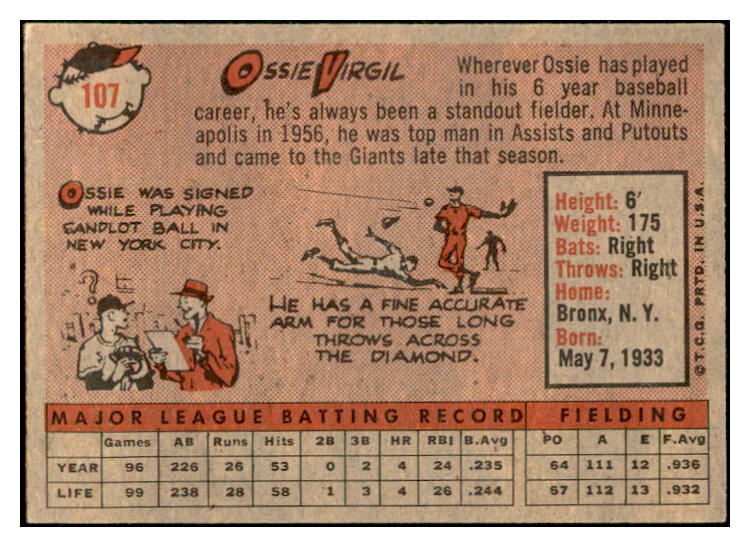 107
OSSIE VIRGIL
Wherever Ossie has played
in his 6 year baseball
career, he's always been a standout fielder. At Minne-
apolis in 1956, he was top man in Assists and Putouts
and came to the Giants late that season.
OSSIE WAS SIGNED
WHILE PLAYING
SANDLOT BALL IN
NEW YORK CITY.
?
HE HAS A FINE ACCURATE
ARM FOR THOSE LONG
THROWS ACROSS
THE DIAMOND.
Height: 6'
Weight: 175
Bats: Right
Throws: Right
Home:
Bronx, N. Y.
Born:
May 7, 1933
© T.C.G. PRTD. IN U.S.A.
MAJOR LEAGUE BATTING RECORD FIELDING
Games AB Runs Hits 2B 3B HR RBI B.Avg PO A E F.Avg
YEAR 96 226 26 53 0 2 4 24 .235 64 111 12 .936
LIFE 99 238 28 58 1 3 4 26 .244 67 112 13 .932